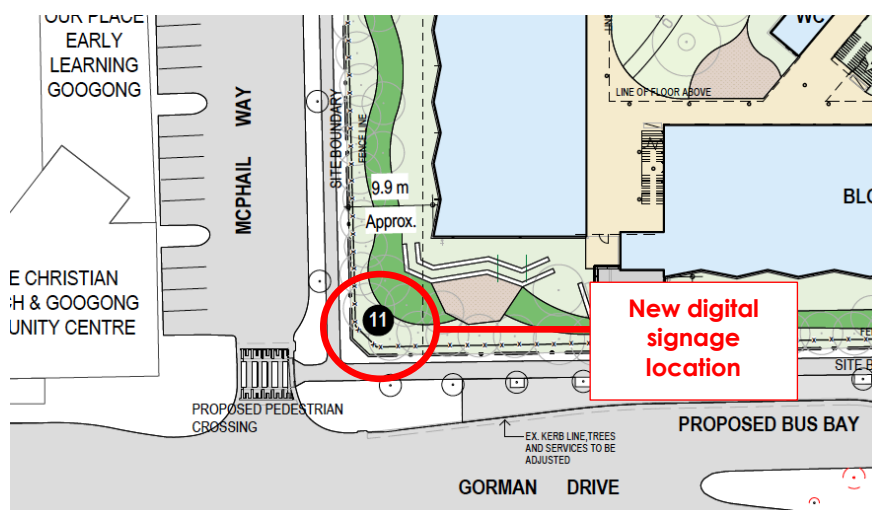 OUR PLACE
EARLY
LEARNING
GOOGONG
MCPHAIL WAY
SITE BOUNDARY
FENCE LINE
9.9 m
Approx.
11
E CHRISTIAN
H & GOOGONG
UNITY CENTRE
PROPOSED PEDESTRIAN
CROSSING
WC
LINE
LINE OF FLOOR ABOVE
BLO
New digital
signage
location
FE
SITE B
EX. KERB LINE,TREES
AND SERVICES TO BE
ADJUSTED
PROPOSED BUS BAY
GORMAN DRIVE